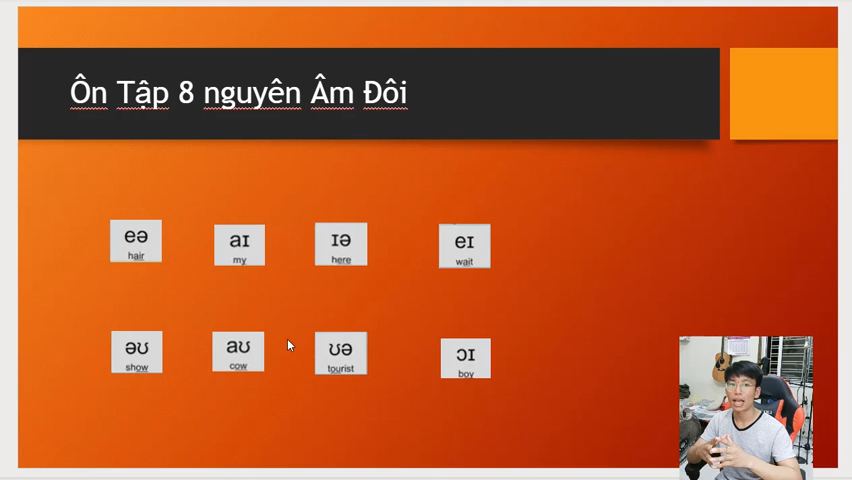 Ôn Tập 8 nguyên Âm Đôi
eə aɪ ɪə eɪ
hair my here wait
əʊ aʊ ʊə ɔɪ
show cow tourist boy